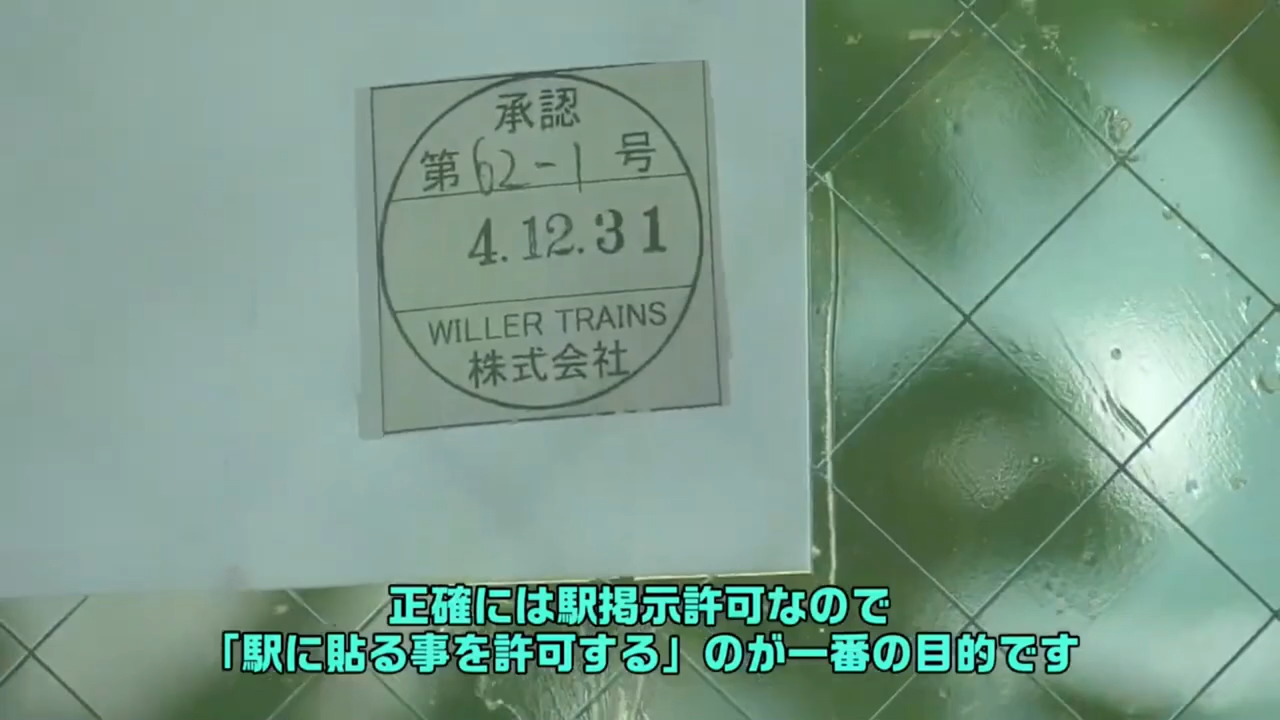 承認
第62-1号
4.12.31
WILLER TRAINS
株式会社
正確には駅掲示許可なので
「駅に貼る事を許可する」のが一番の目的です